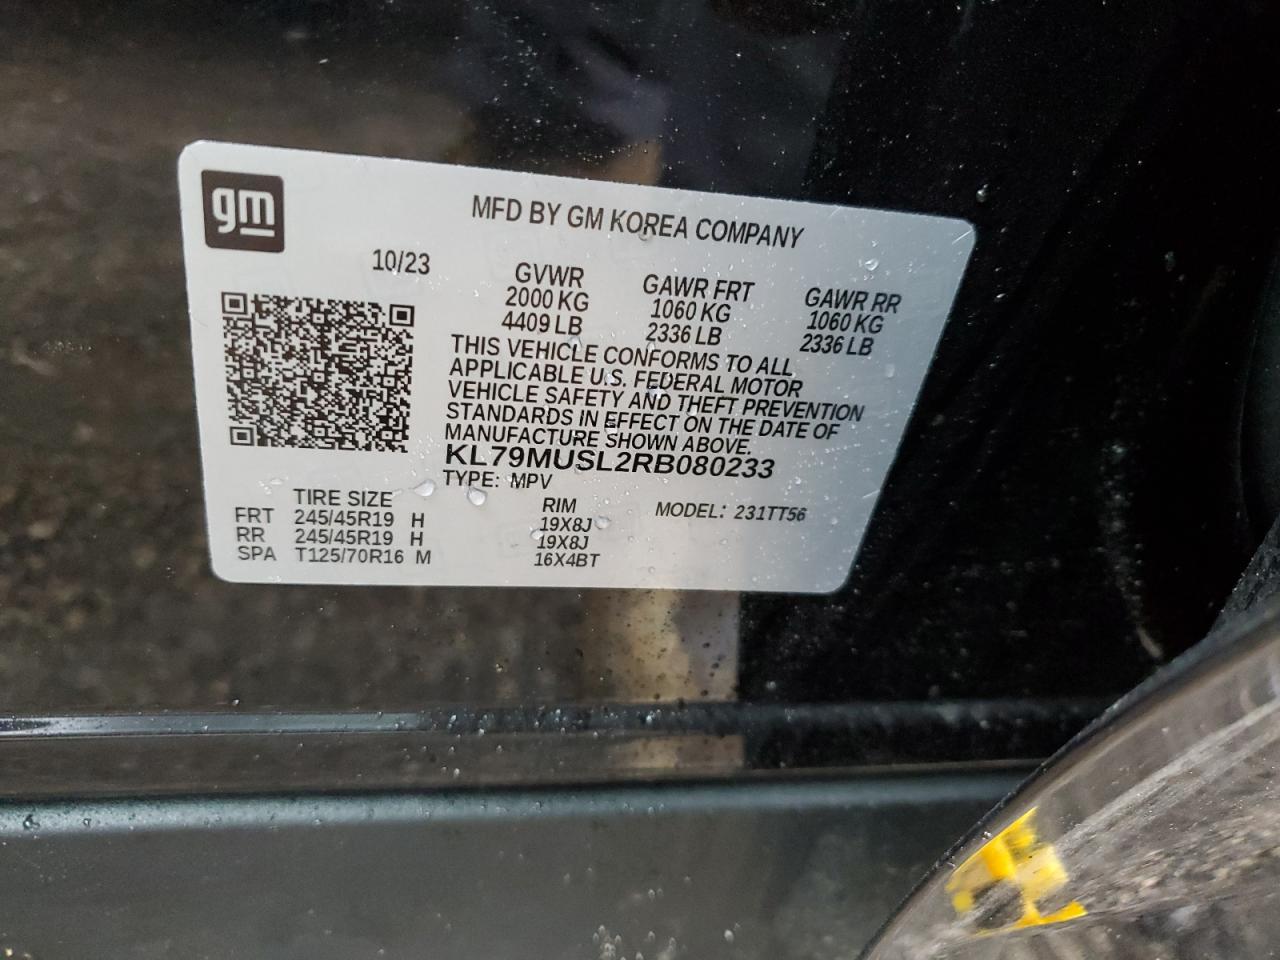 gm
MFD BY GM KOREA COMPANY
10/23 GVWR GAWR FRT GAWR RR
2000 KG 1060 KG 1060 KG
4409 LB 2336 LB 2336 LB
THIS VEHICLE CONFORMS TO ALL
APPLICABLE U.S. FEDERAL MOTOR
VEHICLE SAFETY AND THEFT PREVENTION
STANDARDS IN EFFECT ON THE DATE OF
MANUFACTURE SHOWN ABOVE.
KL79MUSL2RB080233
TYPE: MPV
TIRE SIZE RIM MODEL: 231TT56
FRT 245/45R19 H 19X8J
RR 245/45R19 H 19X8J
SPA T125/70R16 M 16X4BT